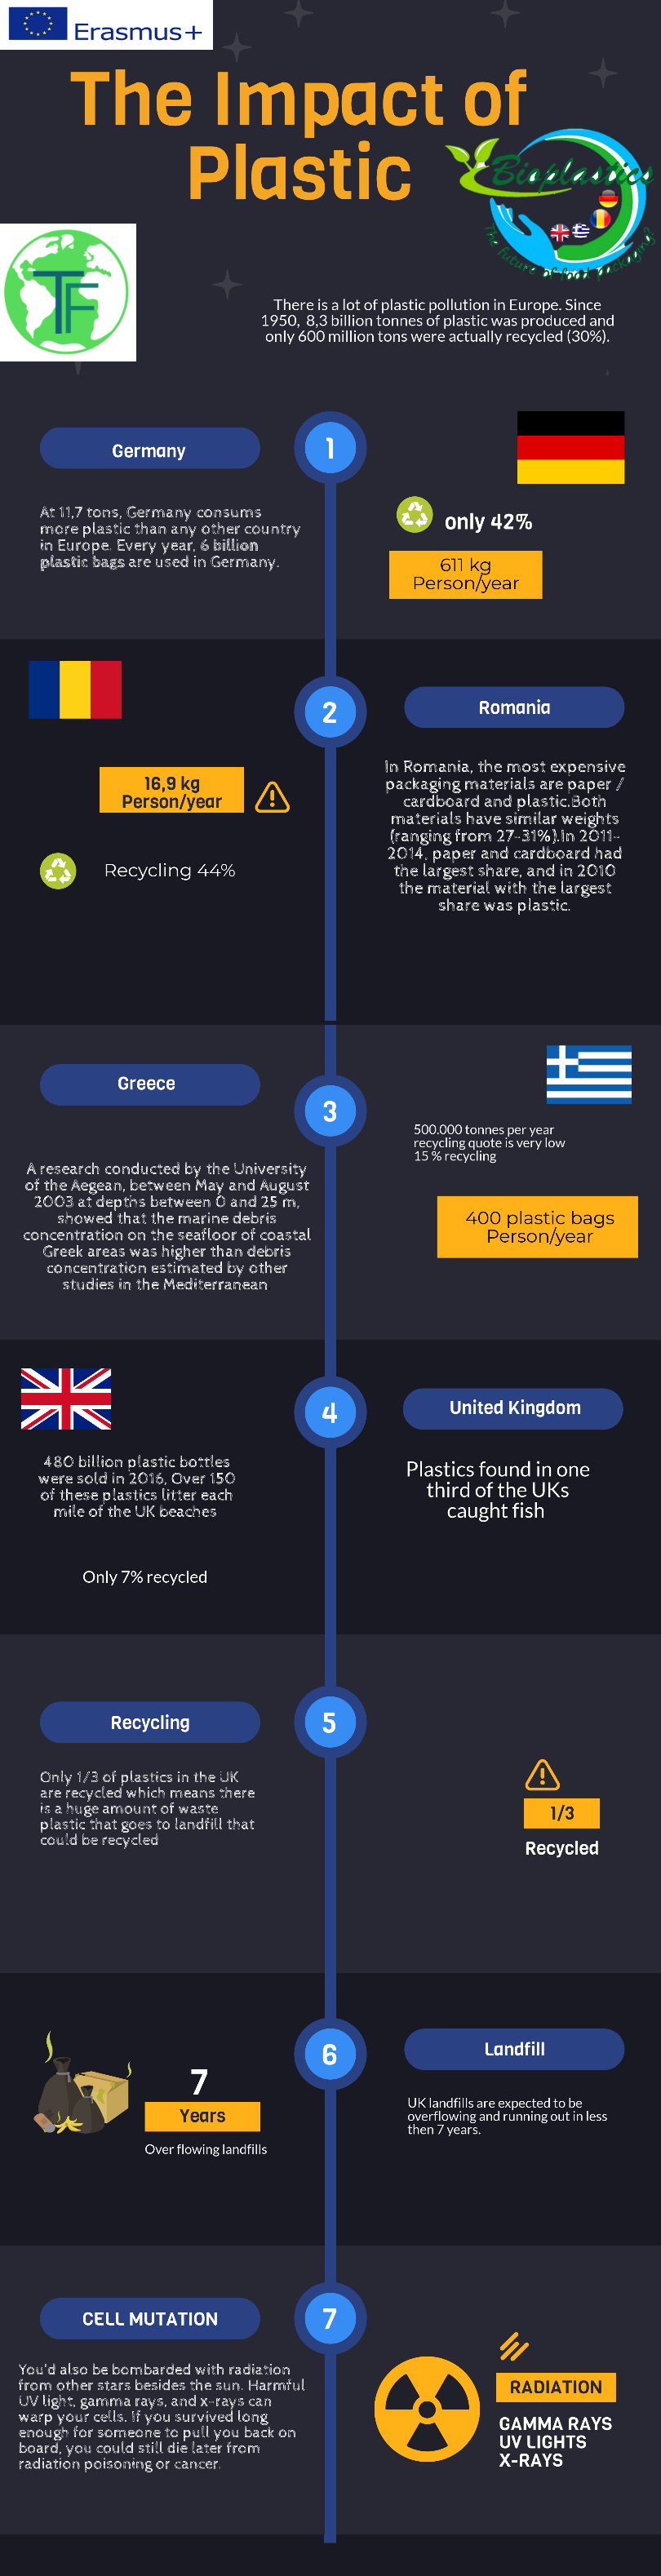 Erasmus+
The Impact of
Plastic
Bioplastics
The future of food packaging?
TF
There is a lot of plastic pollution in Europe. Since
1950, 8,3 billion tonnes of plastic was produced and
only 600 million tons were actually recycled (30%).
Germany
1
At 11,7 tons, Germany consums
more plastic than any other country
in Europe. Every year, 6 billion
plastic bags are used in Germany.
only 42%
611 kg
Person/year
2
Romania
16,9 kg
Person/year
Recycling 44%
In Romania, the most expensive
packaging materials are paper /
cardboard and plastic.Both
materials have similar weights
(ranging from 27-31%).In 2011-
2014, paper and cardboard had
the largest share, and in 2010
the material with the largest
share was plastic.
Greece
3
A research conducted by the University
of the Aegean, between May and August
2003 at depths between 0 and 25 m,
showed that the marine debris
concentration on the seafloor of coastal
Greek areas was higher than debris
concentration estimated by other
studies in the Mediterranean
500.000 tonnes per year
recycling quote is very low
15 % recycling
400 plastic bags
Person/year
4
United Kingdom
480 billion plastic bottles
were sold in 2016, Over 150
of these plastics litter each
mile of the UK beaches
Only 7% recycled
Plastics found in one
third of the UKs
caught fish
Recycling
5
Only 1/3 of plastics in the UK
are recycled which means there
is a huge amount of waste
plastic that goes to landfill that
could be recycled
1/3
Recycled
6
Landfill
7
Years
Over flowing landfills
UK landfills are expected to be
overflowing and running out in less
then 7 years.
CELL MUTATION
7
You'd also be bombarded with radiation
from other stars besides the sun. Harmful
UV light, gamma rays, and x-rays can
warp your cells. If you survived long
enough for someone to pull you back on
board, you could still die later from
radiation poisoning or cancer.
RADIATION
GAMMA RAYS
UV LIGHTS
X-RAYS